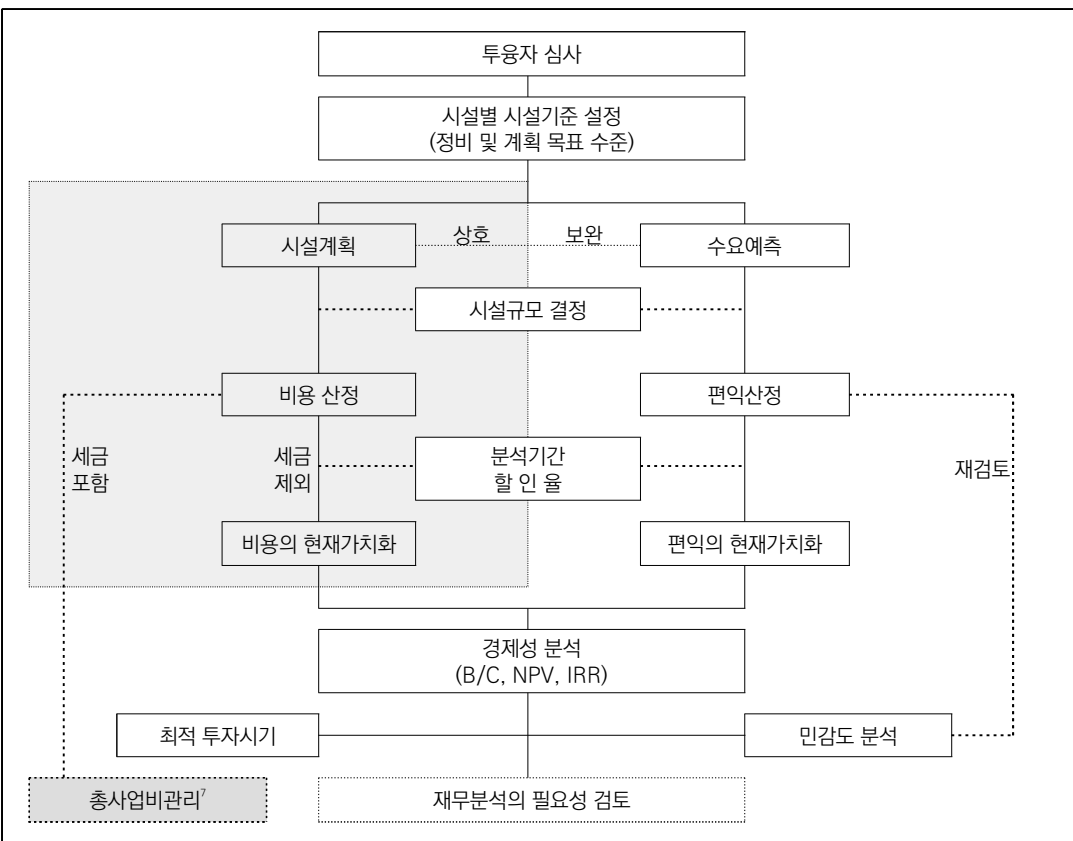 투융자 심사
시설별 시설기준 설정
(정비 및 계획 목표 수준)
시설계획
상호
보완
수요예측
시설규모 결정
비용 산정
편익산정
세금
포함
세금
제외
분석기간
할 인 율
재검토
비용의 현재가치화
편익의 현재가치화
경제성 분석
(B/C, NPV, IRR)
최적 투자시기
민감도 분석
총사업비관리⁷
재무분석의 필요성 검토